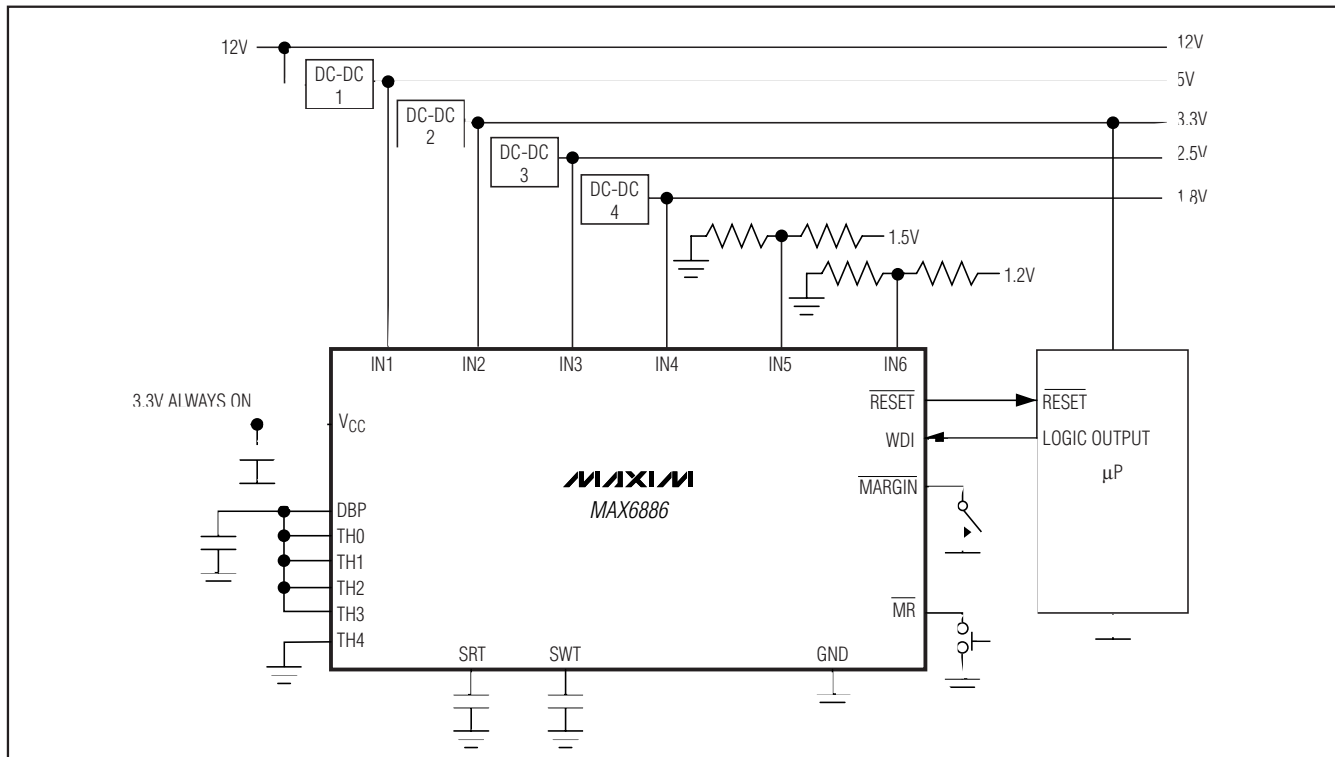 12V
12V
DC-DC
1
5V
DC-DC
2
3.3V
DC-DC
3
2.5V
DC-DC
4
1.8V
1.5V
1.2V
IN1
IN2
IN3
IN4
IN5
IN6
3.3V ALWAYS ON
VCC
RESET
RESET
WDI
LOGIC OUTPUT
µP
MAXIM
MAX6886
MARGIN
DBP
TH0
TH1
TH2
TH3
TH4
MR
SRT
SWT
GND